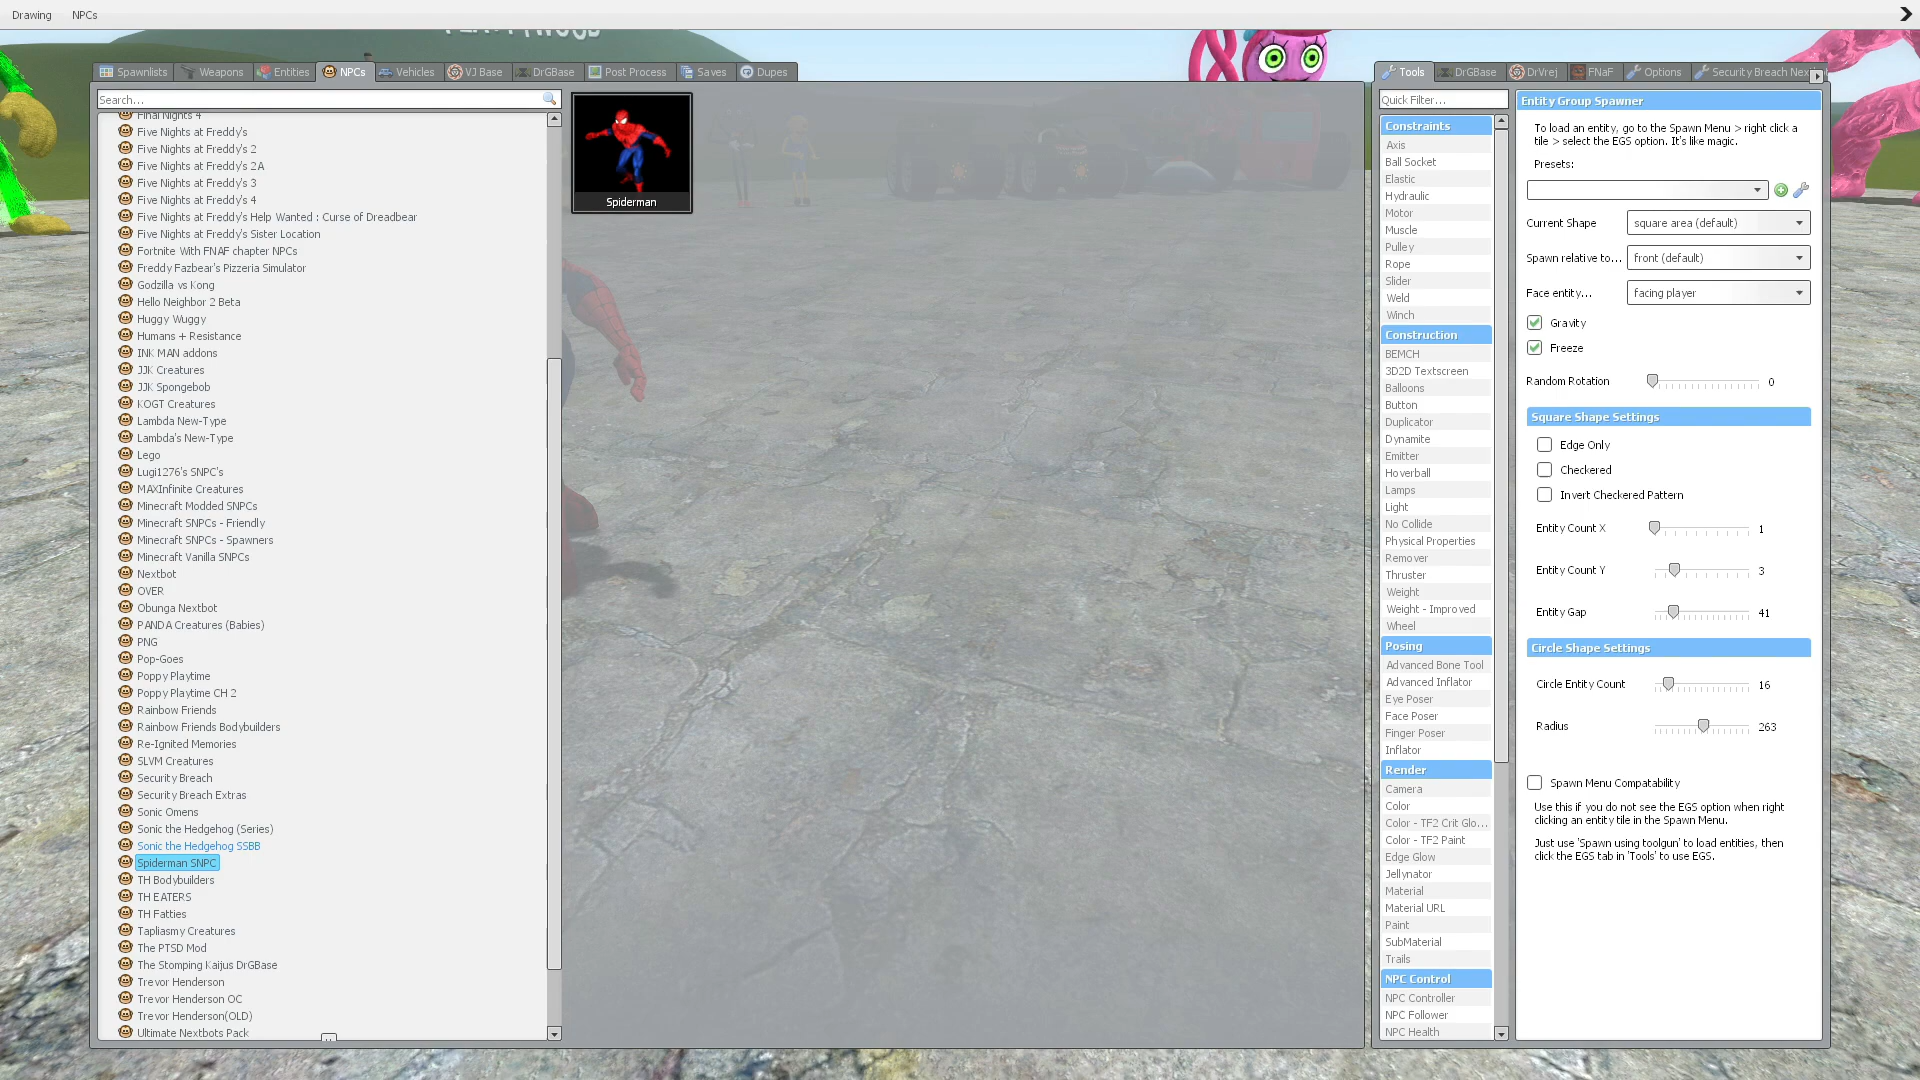 Drawing
NPCs
Spawnlists
Weapons
Entities
NPCs
Vehicles
VJ Base
DrGBase
Post Process
Saves
Dupes
Search...
Final Nights 4
Five Nights at Freddy's
Five Nights at Freddy's 2
Five Nights at Freddy's 2A
Five Nights at Freddy's 3
Five Nights at Freddy's 4
Five Nights at Freddy's Help Wanted : Curse of Dreadbear
Five Nights at Freddy's Sister Location
Fortnite With FNAF chapter NPCs
Freddy Fazbear's Pizzeria Simulator
Godzilla vs Kong
Hello Neighbor 2 Beta
Huggy Wuggy
Humans + Resistance
INK MAN addons
JJK Creatures
JJK Spongebob
KOGT Creatures
Lambda New-Type
Lambda's New-Type
Lego
Lugi1276's SNPC's
MAXInfinite Creatures
Minecraft Modded SNPCs
Minecraft SNPCs - Friendly
Minecraft SNPCs - Spawners
Minecraft Vanilla SNPCs
Nextbot
OVER
Obunga Nextbot
PANDA Creatures (Babies)
PNG
Pop-Goes
Poppy Playtime
Poppy Playtime CH 2
Rainbow Friends
Rainbow Friends Bodybuilders
Re-Ignited Memories
SLVM Creatures
Security Breach
Security Breach Extras
Sonic Omens
Sonic the Hedgehog (Series)
Sonic the Hedgehog SSBB
Spiderman SNPC
TH Bodybuilders
TH EATERS
TH Fatties
Tapliasmy Creatures
The PTSD Mod
The Stomping Kaijus DrGBase
Trevor Henderson
Trevor Henderson OC
Trevor Henderson(OLD)
Ultimate Nextbots Pack
Spiderman
Tools
DrGBase
DrVrej
FNaF
Options
Security Breach Nex
Quick Filter...
Constraints
Axis
Ball Socket
Elastic
Hydraulic
Motor
Muscle
Pulley
Rope
Slider
Weld
Winch
Construction
BEMCH
3D2D Textscreen
Balloons
Button
Duplicator
Dynamite
Emitter
Hoverball
Lamps
Light
No Collide
Physical Properties
Remover
Thruster
Weight
Weight - Improved
Wheel
Posing
Advanced Bone Tool
Advanced Inflator
Eye Poser
Face Poser
Finger Poser
Inflator
Render
Camera
Color
Color - TF2 Crit Glo...
Color - TF2 Paint
Edge Glow
Jellynator
Material
Material URL
Paint
SubMaterial
Trails
NPC Control
NPC Controller
NPC Follower
NPC Health
Entity Group Spawner
To load an entity, go to the Spawn Menu > right click a
tile > select the EGS option. It's like magic.
Presets:
Current Shape
square area (default)
Spawn relative to...
front (default)
Face entity...
facing player
Gravity
Freeze
Random Rotation
0
Square Shape Settings
Edge Only
Checkered
Invert Checkered Pattern
Entity Count X
1
Entity Count Y
3
Entity Gap
41
Circle Shape Settings
Circle Entity Count
16
Radius
263
Spawn Menu Compatability
Use this if you do not see the EGS option when right
clicking an entity tile in the Spawn Menu.
Just use 'Spawn using toolgun' to load entities, then
click the EGS tab in 'Tools' to use EGS.